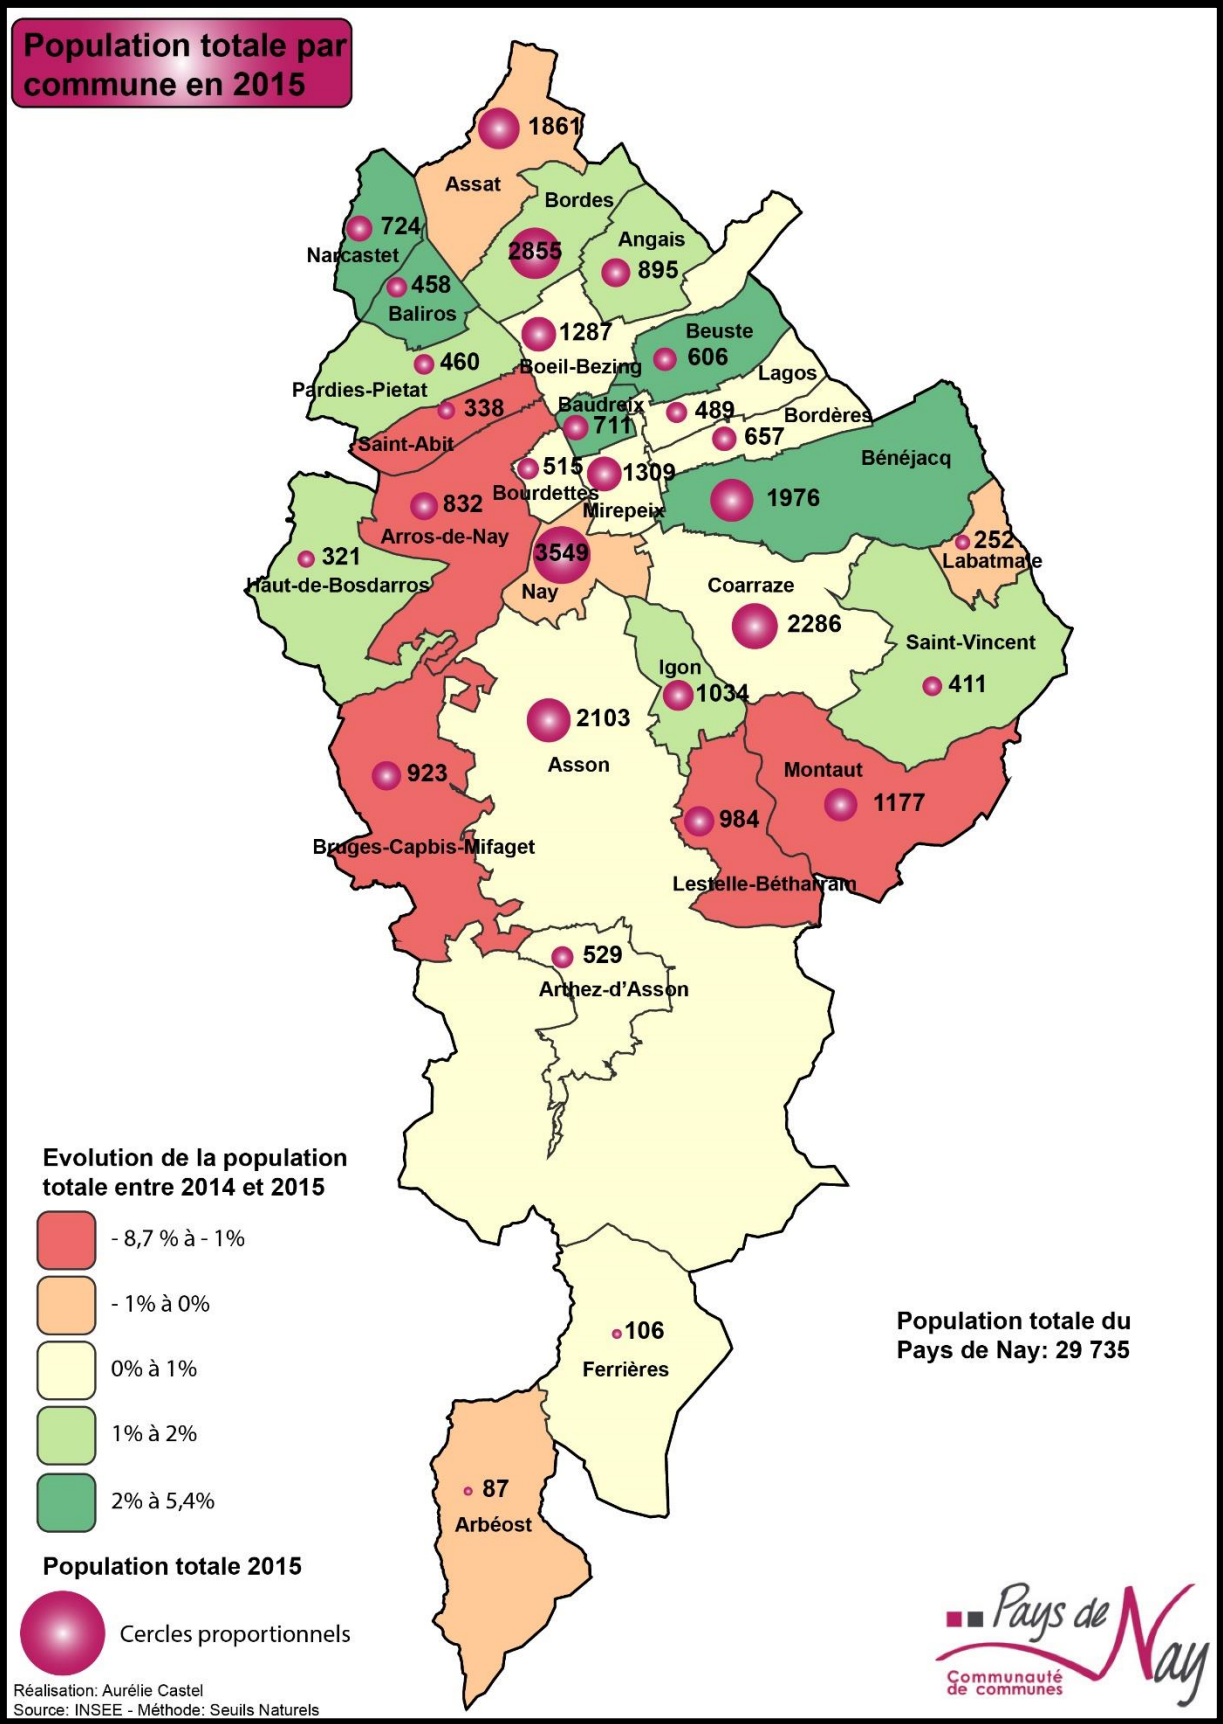 Population totale par
commune en 2015
1861
Assat
Bordes
2855
Angais
895
724
Narcastet
458
Baliros
1287
Boeil-Bezing
Beuste
606
460
Pardies-Pietat
Lagos
489
338
Saint-Abit
Baudreix
711
Bordères
657
Bénéjacq
1976
515
Bourdettes
1309
Mirepeix
832
Arros-de-Nay
252
Labatmale
321
Haut-de-Bosdarros
3549
Nay
Coarraze
2286
Saint-Vincent
411
Igon
1034
2103
Asson
923
Bruges-Capbis-Mifaget
Montaut
1177
984
Lestelle-Bétharram
529
Arthez-d'Asson
Evolution de la population
totale entre 2014 et 2015
- 8,7 % à - 1%
- 1% à 0%
0% à 1%
1% à 2%
2% à 5,4%
106
Ferrières
Population totale du
Pays de Nay: 29 735
87
Arbéost
Population totale 2015
Cercles proportionnels
Réalisation: Aurélie Castel
Source: INSEE - Méthode: Seuils Naturels
Pays de Nay
Communauté
de communes